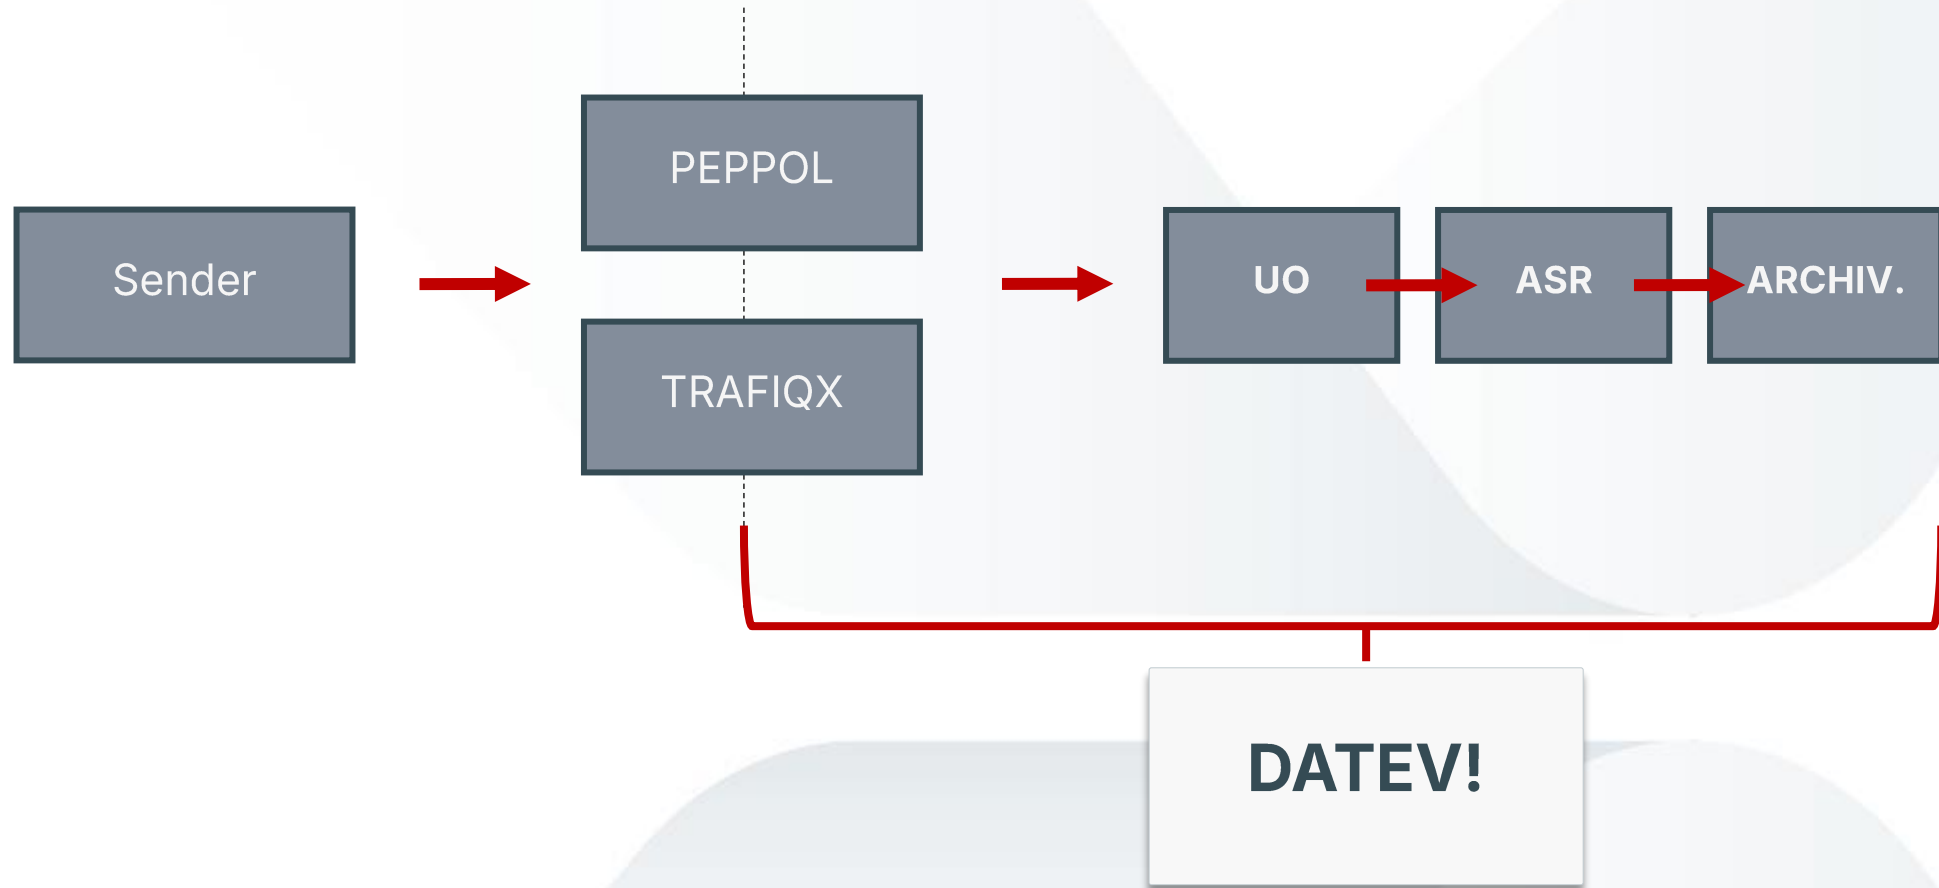 PEPPOL
Sender
UO
ASR
ARCHIV.
TRAFIQX
DATEV!